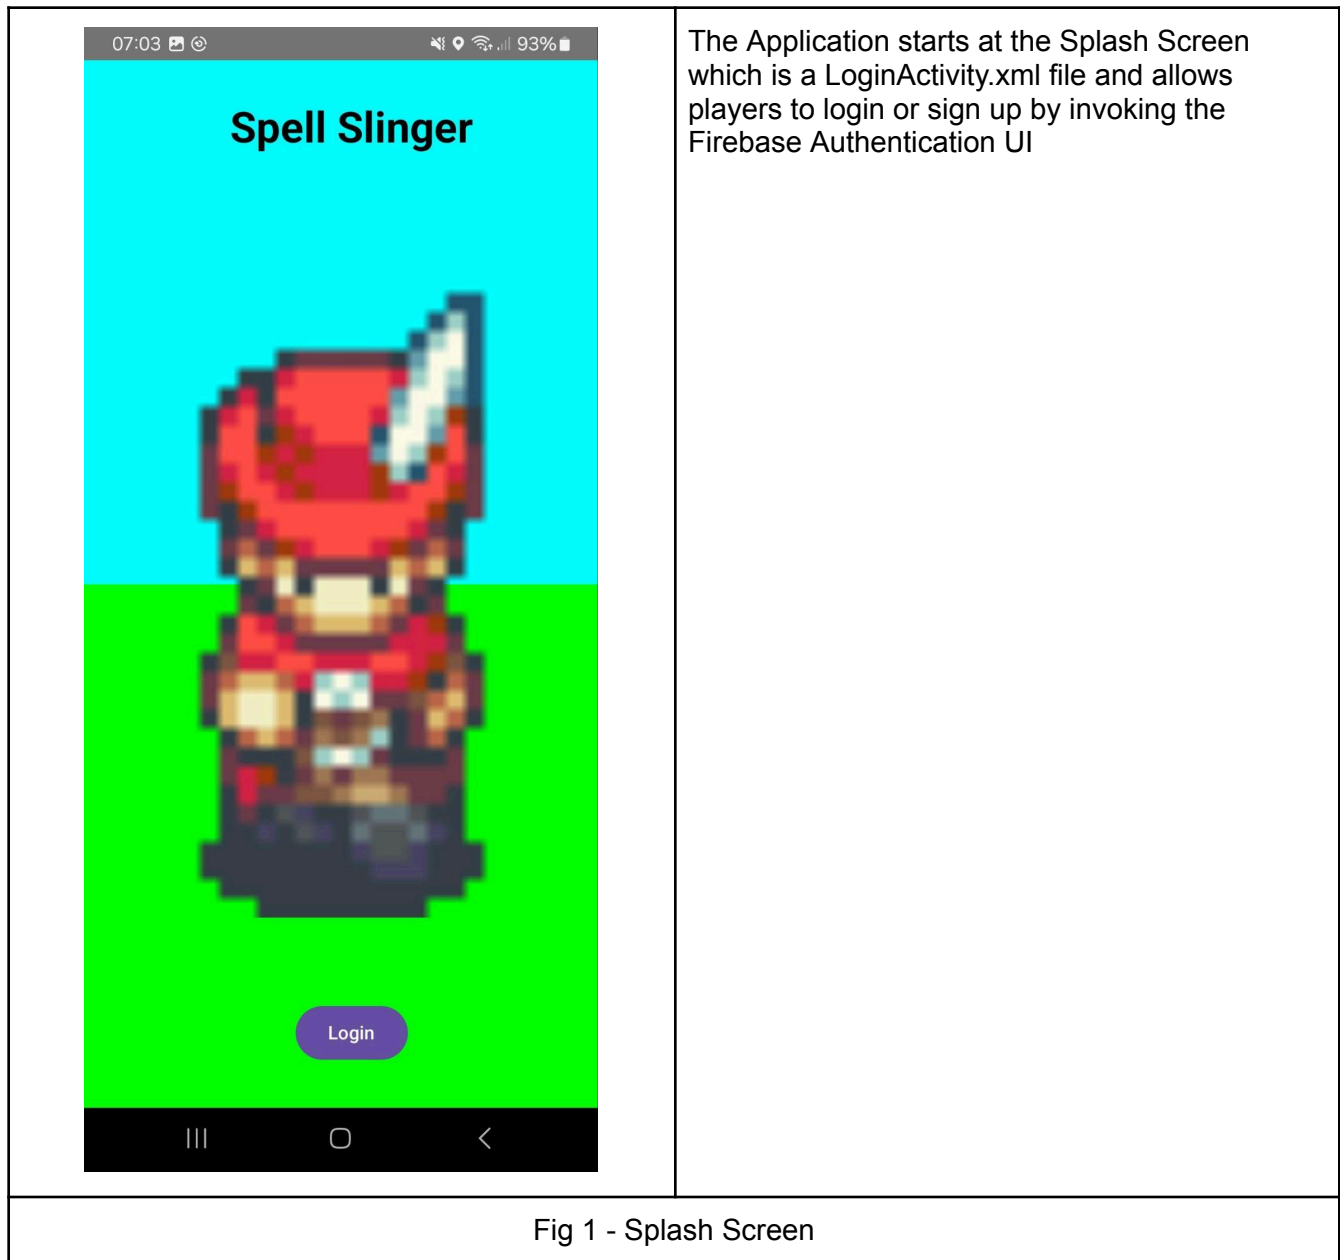 07:03
93%
Spell Slinger
Login
The Application starts at the Splash Screen
which is a LoginActivity.xml file and allows
players to login or sign up by invoking the
Firebase Authentication UI
Fig 1 - Splash Screen